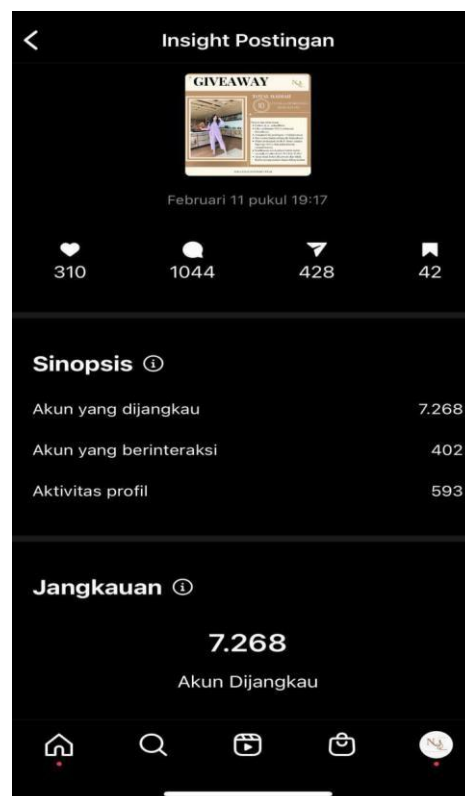 Insight Postingan
GIVEAWAY
Februari 11 pukul 19:17
310 1044 428 42
Sinopsis
Akun yang dijangkau 7.268
Akun yang berinteraksi 402
Aktivitas profil 593
Jangkauan
7.268
Akun Dijangkau